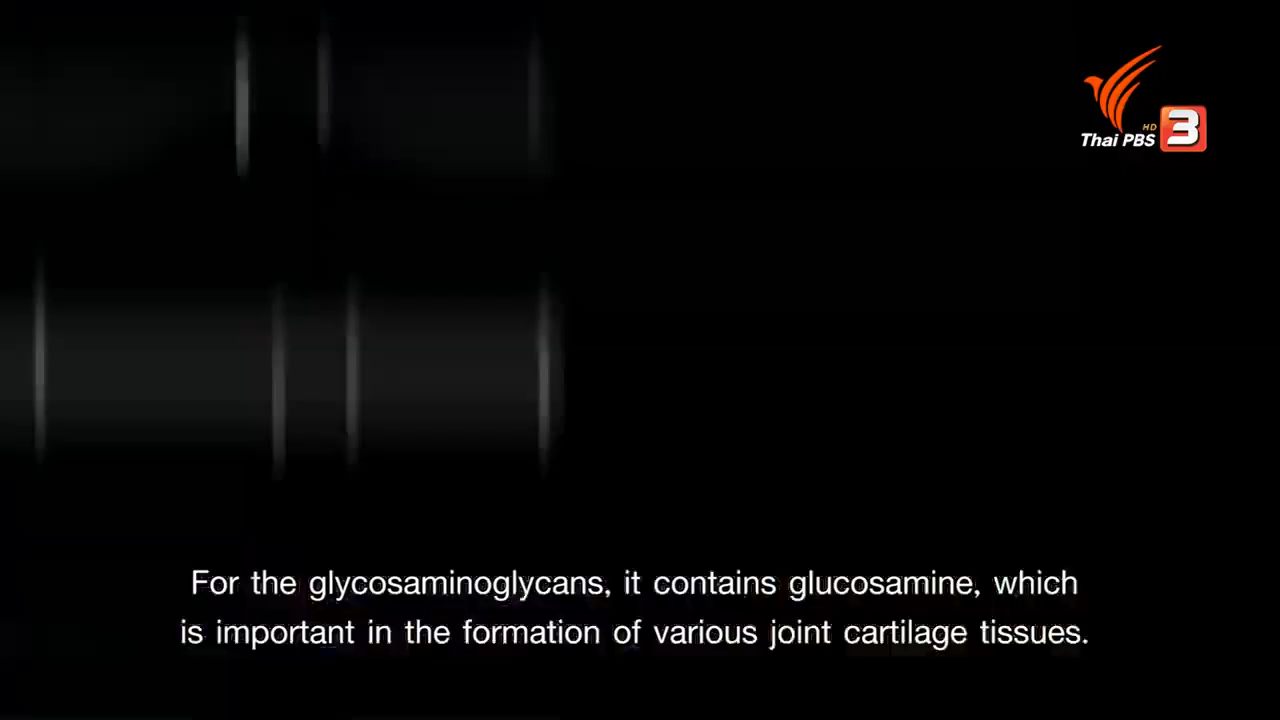 HD
Thai PBS 3
For the glycosaminoglycans, it contains glucosamine, which
is important in the formation of various joint cartilage tissues.